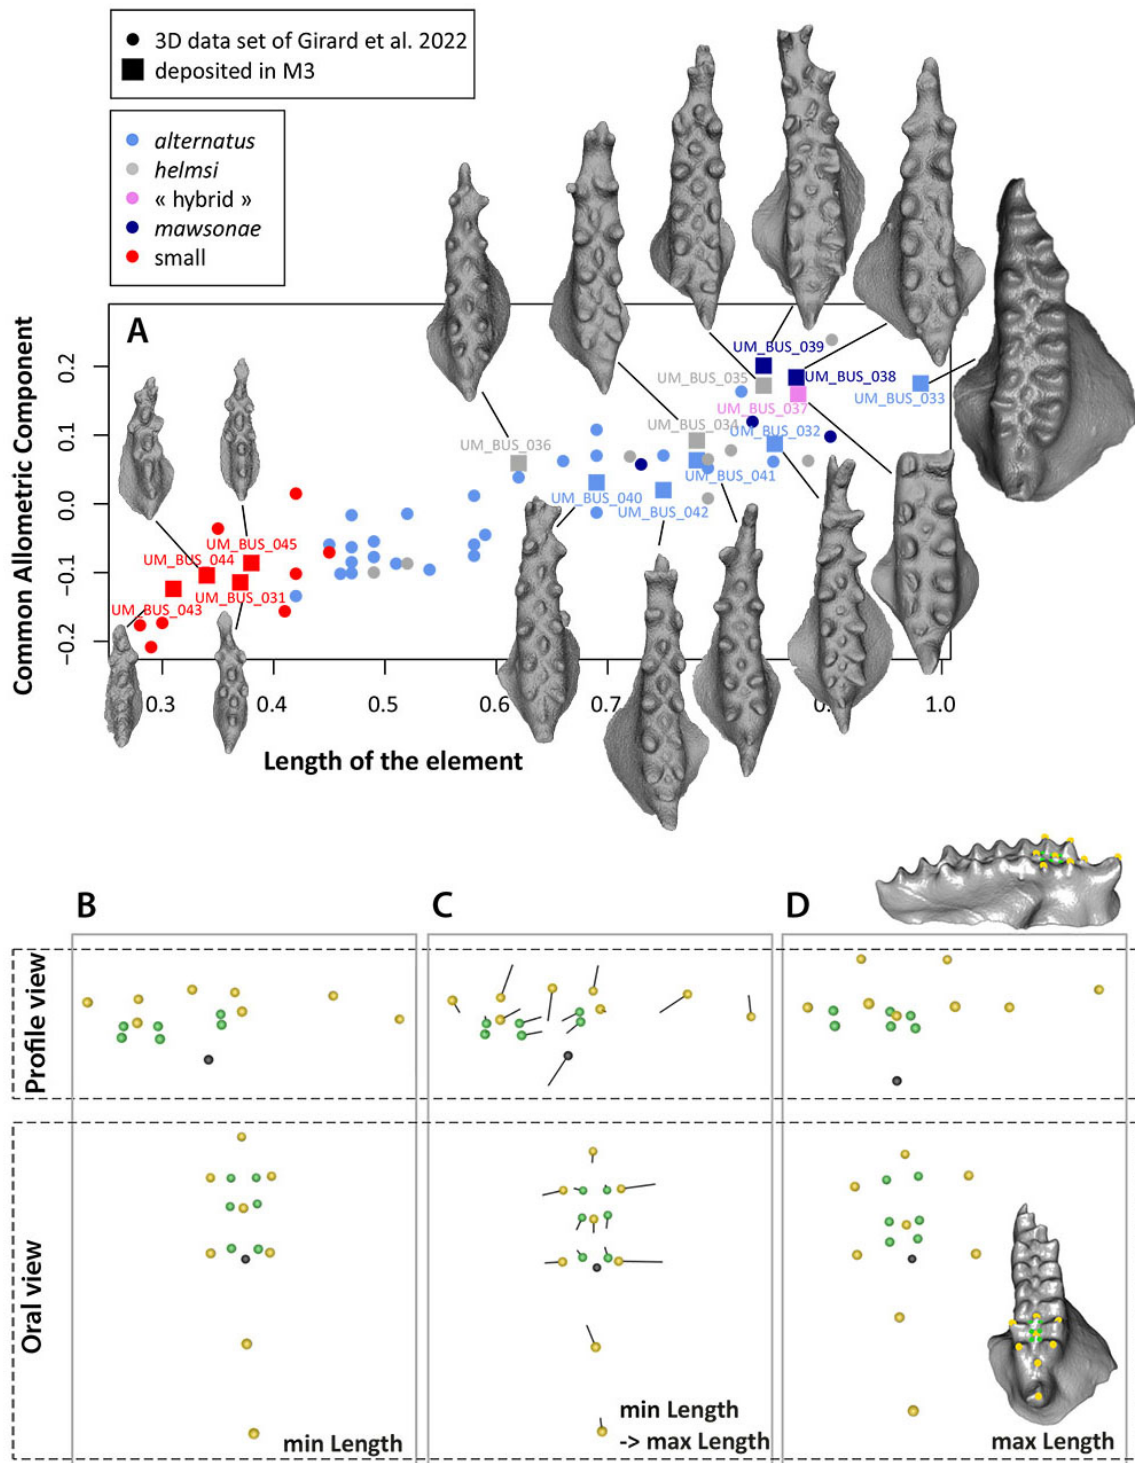 3D data set of Girard et al. 2022
deposited in M3
alternatus
helmsi
« hybrid »
mawsonae
small
A
Common Allometric Component
0.2
0.1
0.0
−0.1
−0.2
UM_BUS_039
UM_BUS_035
UM_BUS_038
UM_BUS_033
UM_BUS_037
UM_BUS_034
UM_BUS_032
UM_BUS_036
UM_BUS_041
UM_BUS_040
UM_BUS_042
UM_BUS_045
UM_BUS_044
UM_BUS_031
UM_BUS_043
0.3 0.4 0.5 0.6 0.7 1.0
Length of the element
B C D
Profile view
Oral view
min Length
min Length
-> max Length
max Length